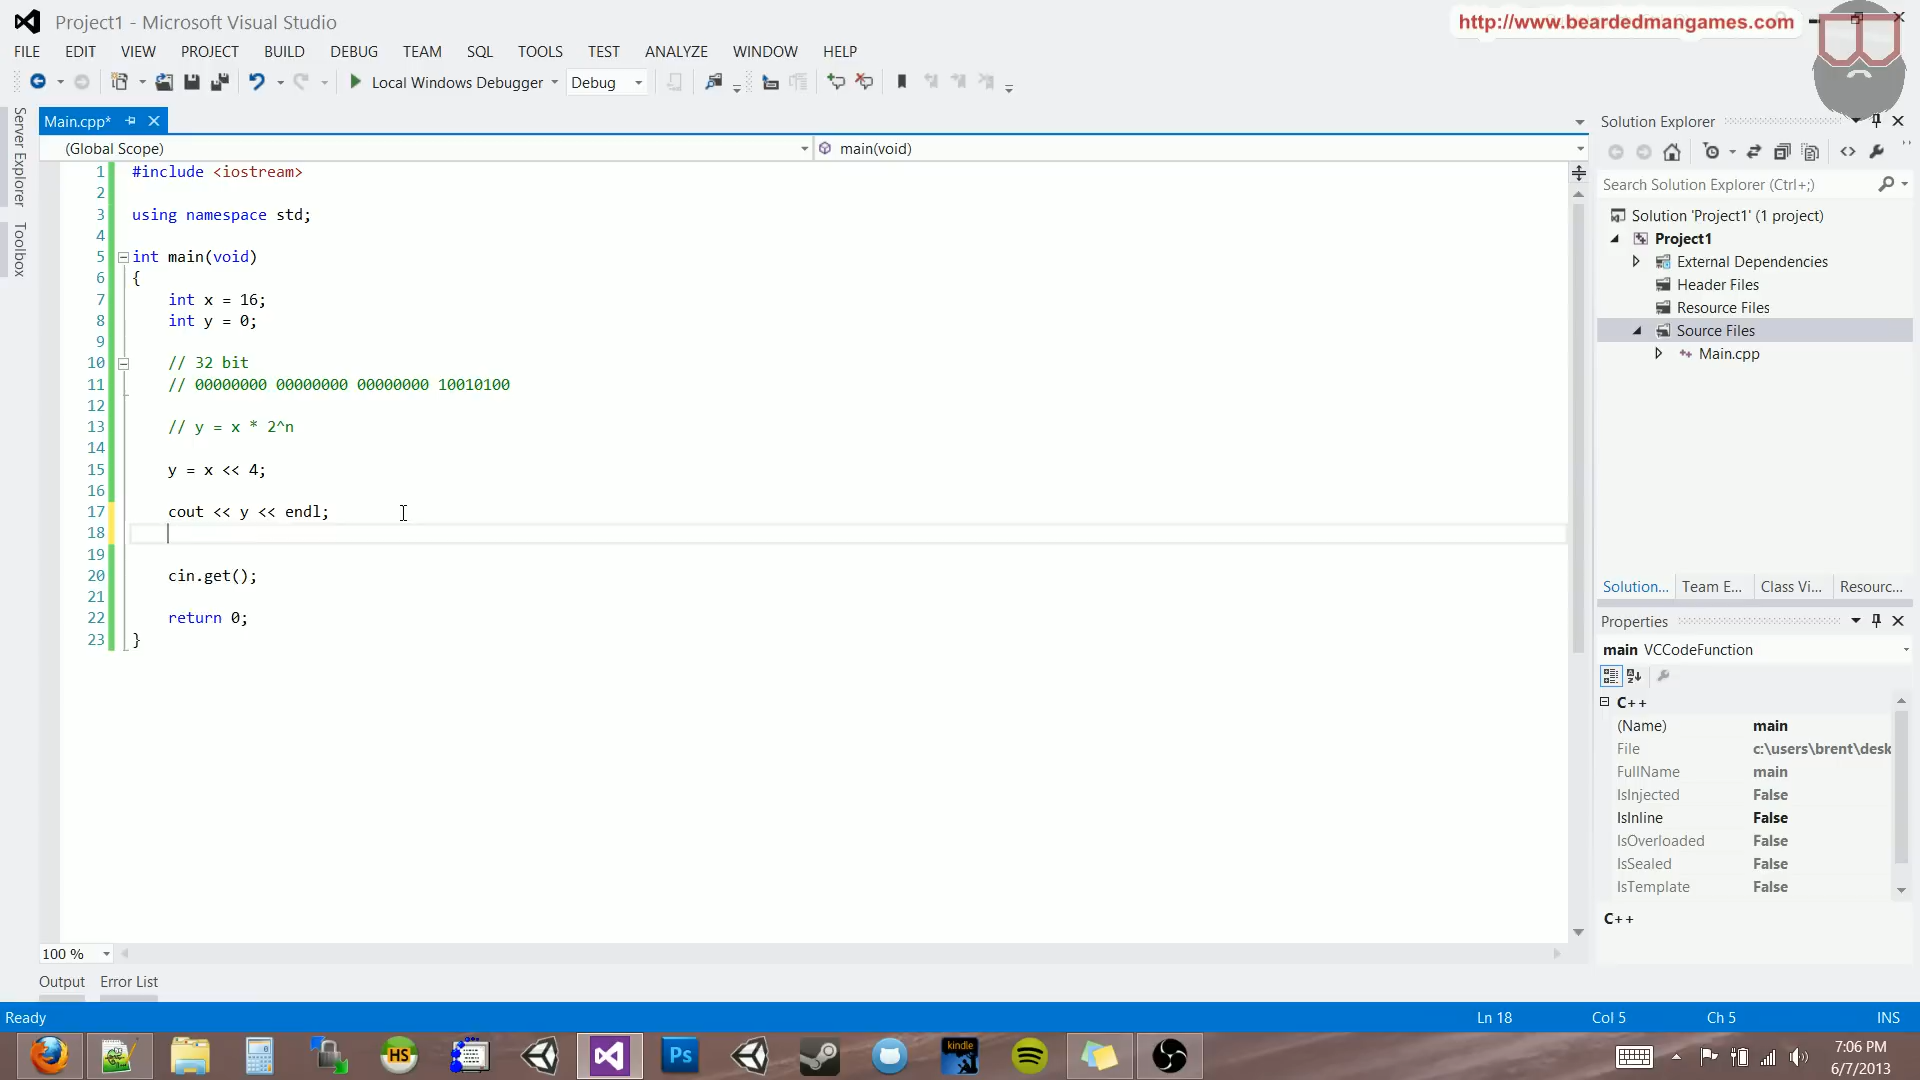 Project1 - Microsoft Visual Studio
http://www.beardedmangames.com
FILE EDIT VIEW PROJECT BUILD DEBUG TEAM SQL TOOLS TEST ANALYZE WINDOW HELP
Local Windows Debugger Debug
Server Explorer
Toolbox
Main.cpp*
(Global Scope) main(void)
1 #include <iostream>
2
3 using namespace std;
4
5 int main(void)
6 {
7 int x = 16;
8 int y = 0;
9
10 // 32 bit
11 // 00000000 00000000 00000000 10010100
12
13 // y = x * 2^n
14
15 y = x << 4;
16
17 cout << y << endl;
18
19
20 cin.get();
21
22 return 0;
23 }
100 %
Output Error List
Solution Explorer
Search Solution Explorer (Ctrl+;)
Solution 'Project1' (1 project)
Project1
External Dependencies
Header Files
Resource Files
Source Files
Main.cpp
Solution... Team E... Class Vi... Resourc...
Properties
main VCCodeFunction
C++
(Name) main
File c:\users\brent\desk
FullName main
IsInjected False
IsInline False
IsOverloaded False
IsSealed False
IsTemplate False
C++
Ready Ln 18 Col 5 Ch 5 INS
HS
Ps
kindle
7:06 PM
6/7/2013